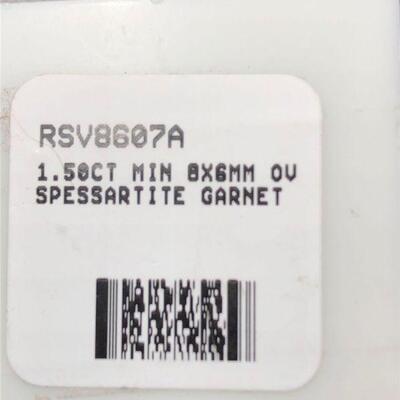 RSV8607A
1.50CT MIN 8X6MM OV
SPESSARTITE GARNET